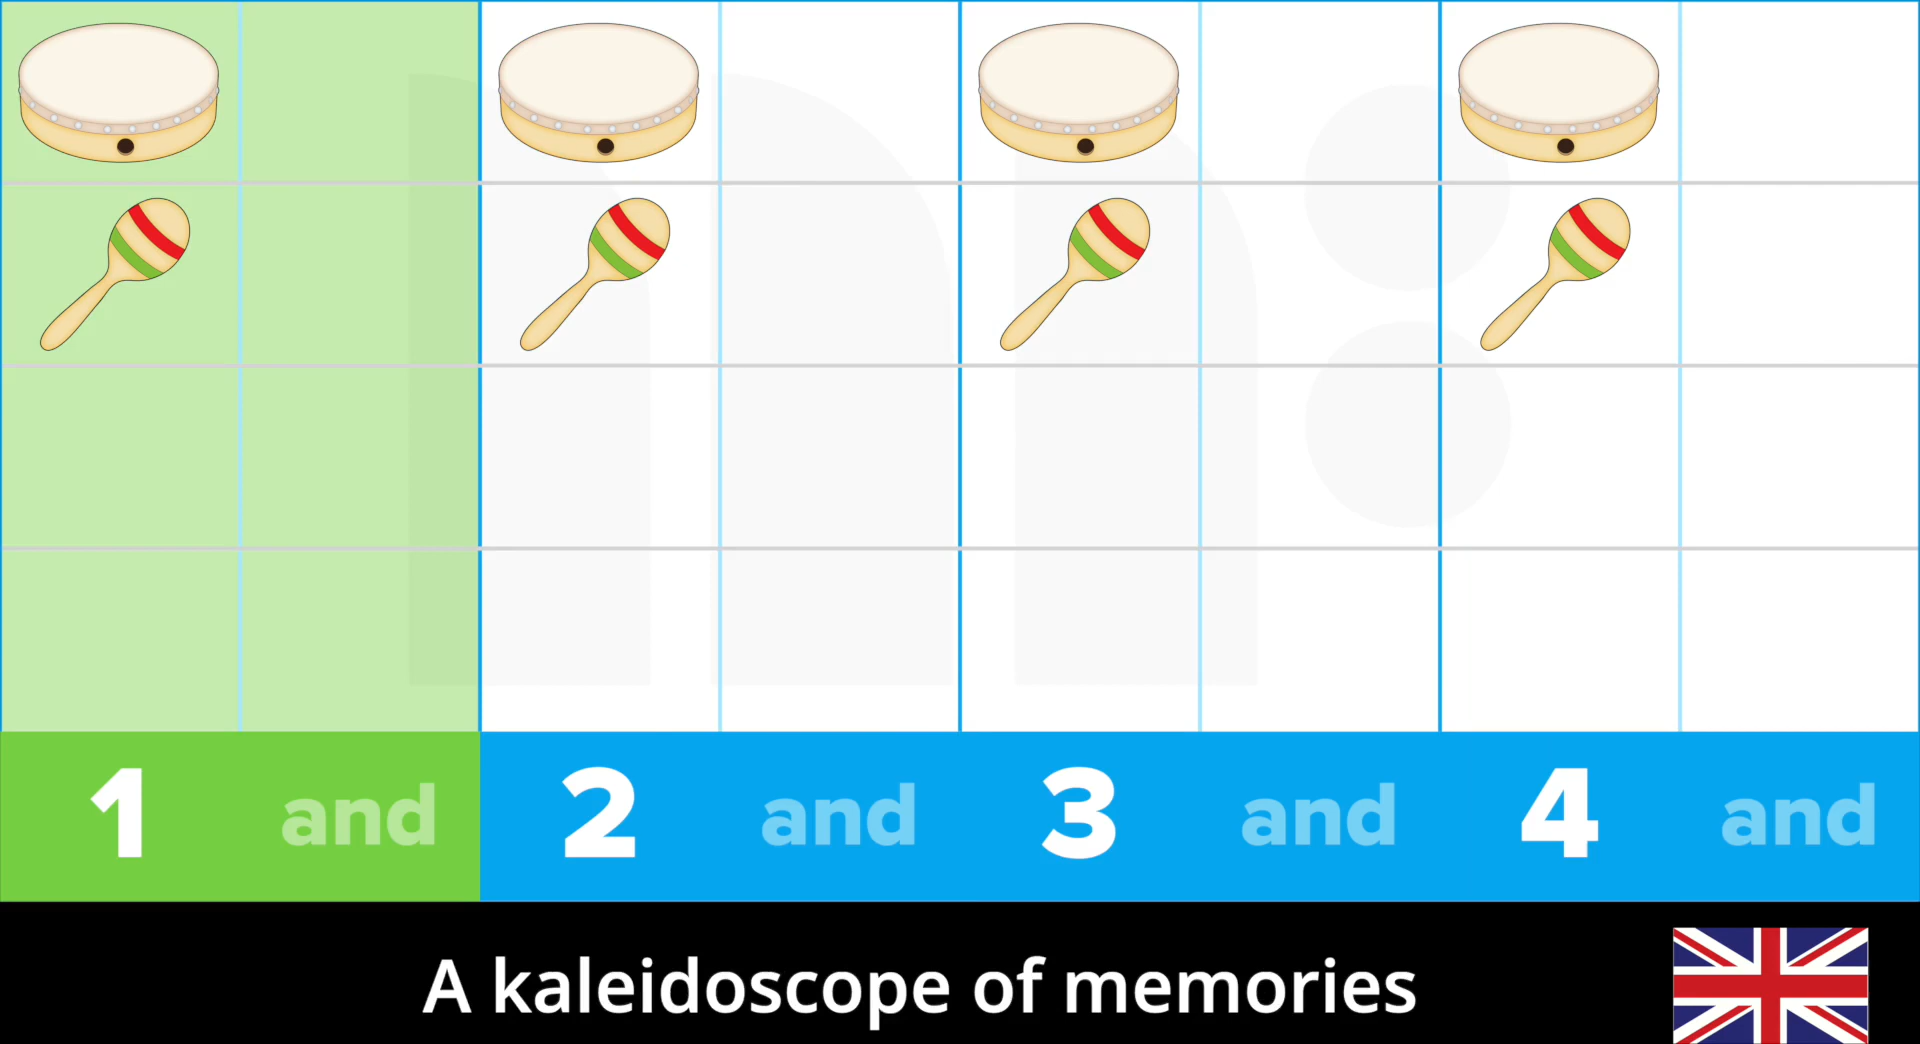 1 and 2 and 3 and 4 and
A kaleidoscope of memories